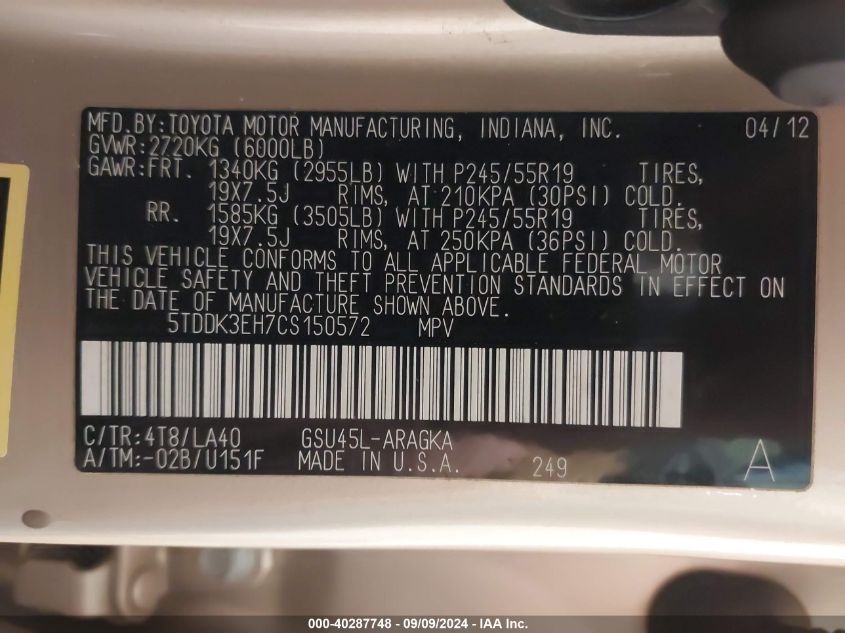 MFD.BY:TOYOTA MOTOR MANUFACTURING, INDIANA, INC. 04/12
GVWR:2720KG (6000LB)
GAWR:FRT. 1340KG (2955LB) WITH P245/55R19 TIRES,
19X7.5J RIMS, AT 210KPA (30PSI) COLD.
RR. 1585KG (3505LB) WITH P245/55R19 TIRES,
19X7.5J RIMS, AT 250KPA (36PSI) COLD.
THIS VEHICLE CONFORMS TO ALL APPLICABLE FEDERAL MOTOR
VEHICLE SAFETY AND THEFT PREVENTION STANDARDS IN EFFECT ON
THE DATE OF MANUFACTURE SHOWN ABOVE.
5TDDK3EH7CS150572 MPV
C/TR:4T8/LA40 GSU45L-ARAGKA
A/TM:-02B/U151F MADE IN U.S.A. 249 A
000-40287748 - 09/09/2024 - IAA Inc.